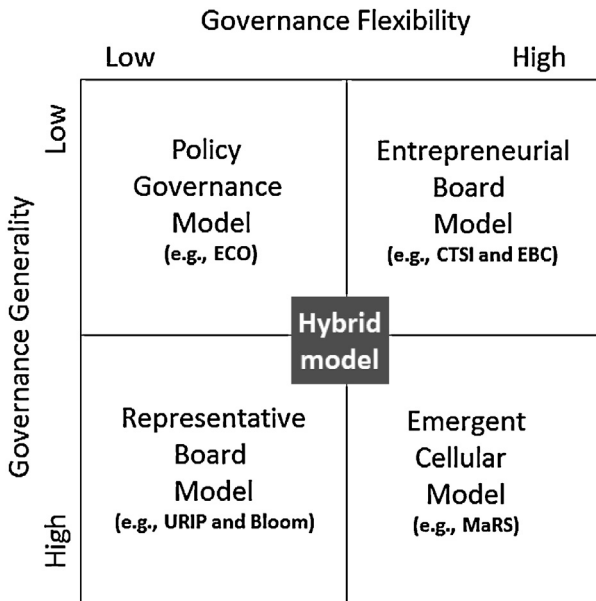 Governance Flexibility
Low High
Governance Generality
Low
High
Policy
Governance
Model
(e.g., ECO)
Entrepreneurial
Board
Model
(e.g., CTSI and EBC)
Hybrid
model
Representative
Board
Model
(e.g., URIP and Bloom)
Emergent
Cellular
Model
(e.g., MaRS)